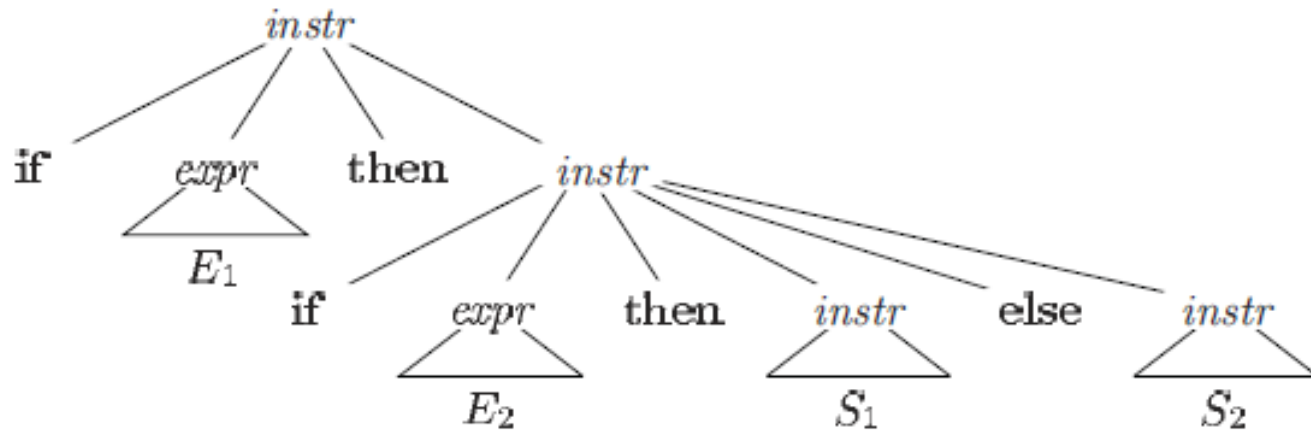 instr
if expr then instr
E₁
if expr then instr else instr
E₂ S₁ S₂